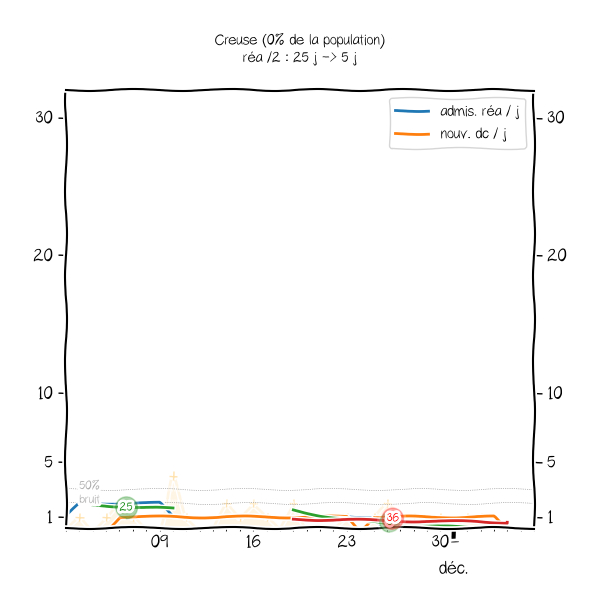 Creuse (0% de la population)
réa /2 : 25 j -> 5 j
admis. réa / j
nouv. dc / j
30 30
20 20
10 10
5 5
50%
bruit
25
36
1 1
09 16 23 30
déc.